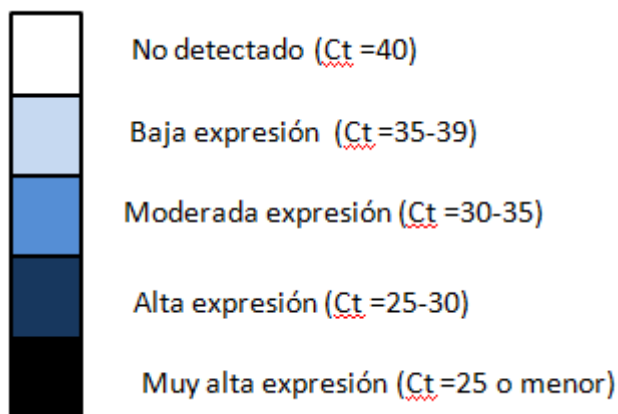 No detectado (Ct =40)
Baja expresión (Ct =35-39)
Moderada expresión (Ct =30-35)
Alta expresión (Ct =25-30)
Muy alta expresión (Ct =25 o menor)